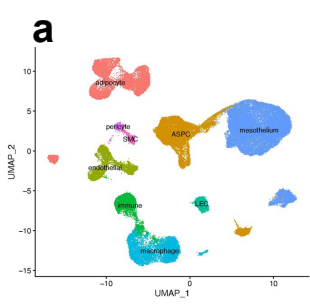 a
10
5
0
−5
−10
−15
UMAP_2
adipocyte
pericyte
SMC
ASPC
mesothelium
endothelial
immune
LEC
macrophage
−10
0
10
UMAP_1